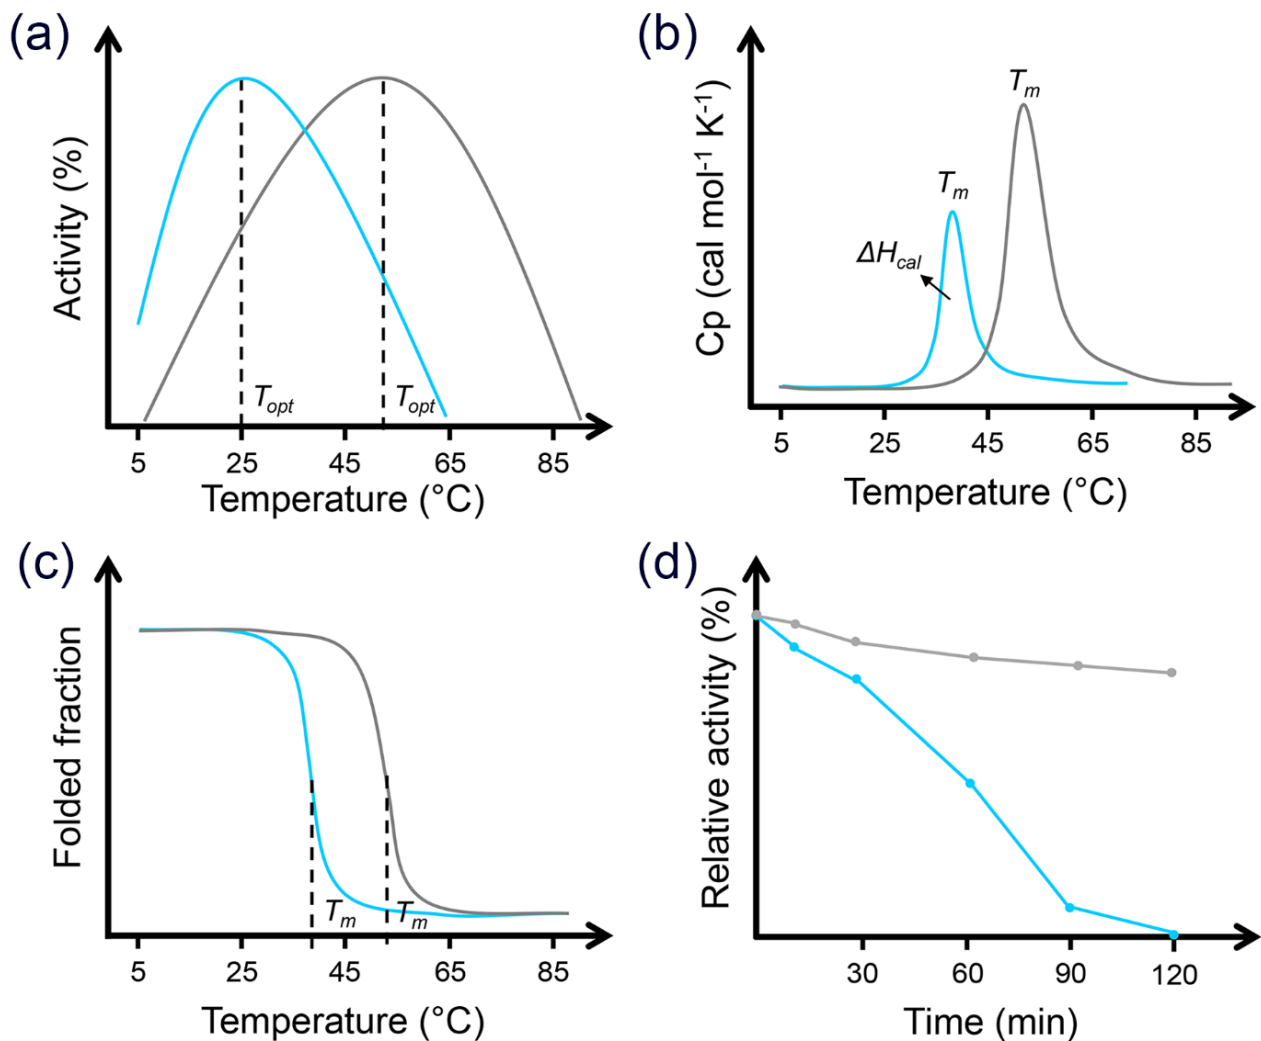 (a)
Activity (%)
T_opt T_opt
5 25 45 65 85
Temperature (°C)
(b)
Cp (cal mol⁻¹ K⁻¹)
T_m
T_m
ΔH_cal
5 25 45 65 85
Temperature (°C)
(c)
Folded fraction
T_m T_m
5 25 45 65 85
Temperature (°C)
(d)
Relative activity (%)
30 60 90 120
Time (min)